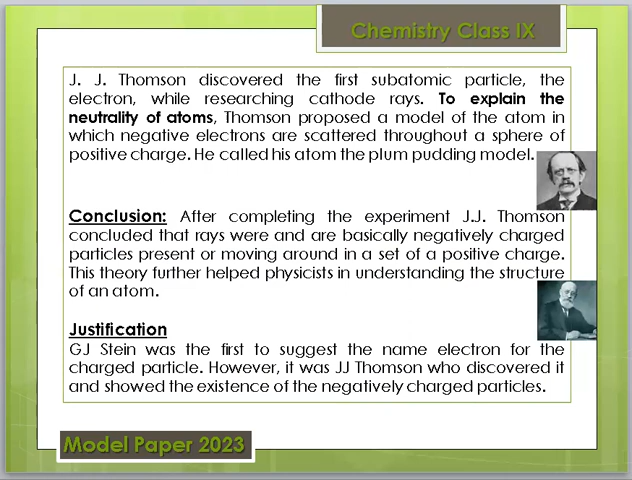 Chemistry Class IX
J. J. Thomson discovered the first subatomic particle, the
electron, while researching cathode rays. To explain the
neutrality of atoms, Thomson proposed a model of the atom in
which negative electrons are scattered throughout a sphere of
positive charge. He called his atom the plum pudding model.
Conclusion: After completing the experiment J.J. Thomson
concluded that rays were and are basically negatively charged
particles present or moving around in a set of a positive charge.
This theory further helped physicists in understanding the structure
of an atom.
Justification
GJ Stein was the first to suggest the name electron for the
charged particle. However, it was JJ Thomson who discovered it
and showed the existence of the negatively charged particles.
Model Paper 2023